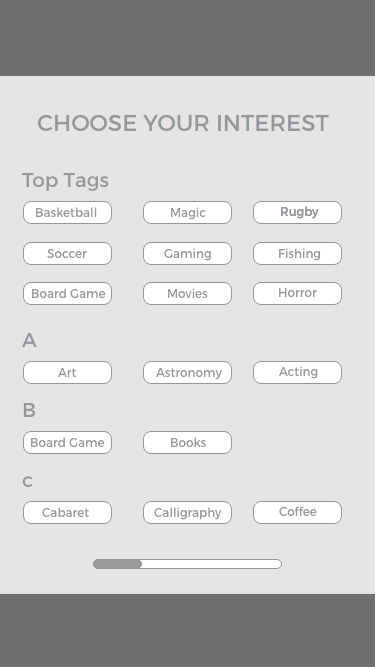 CHOOSE YOUR INTEREST
Top Tags
Basketball Magic Rugby
Soccer Gaming Fishing
Board Game Movies Horror
A
Art Astronomy Acting
B
Board Game Books
C
Cabaret Calligraphy Coffee